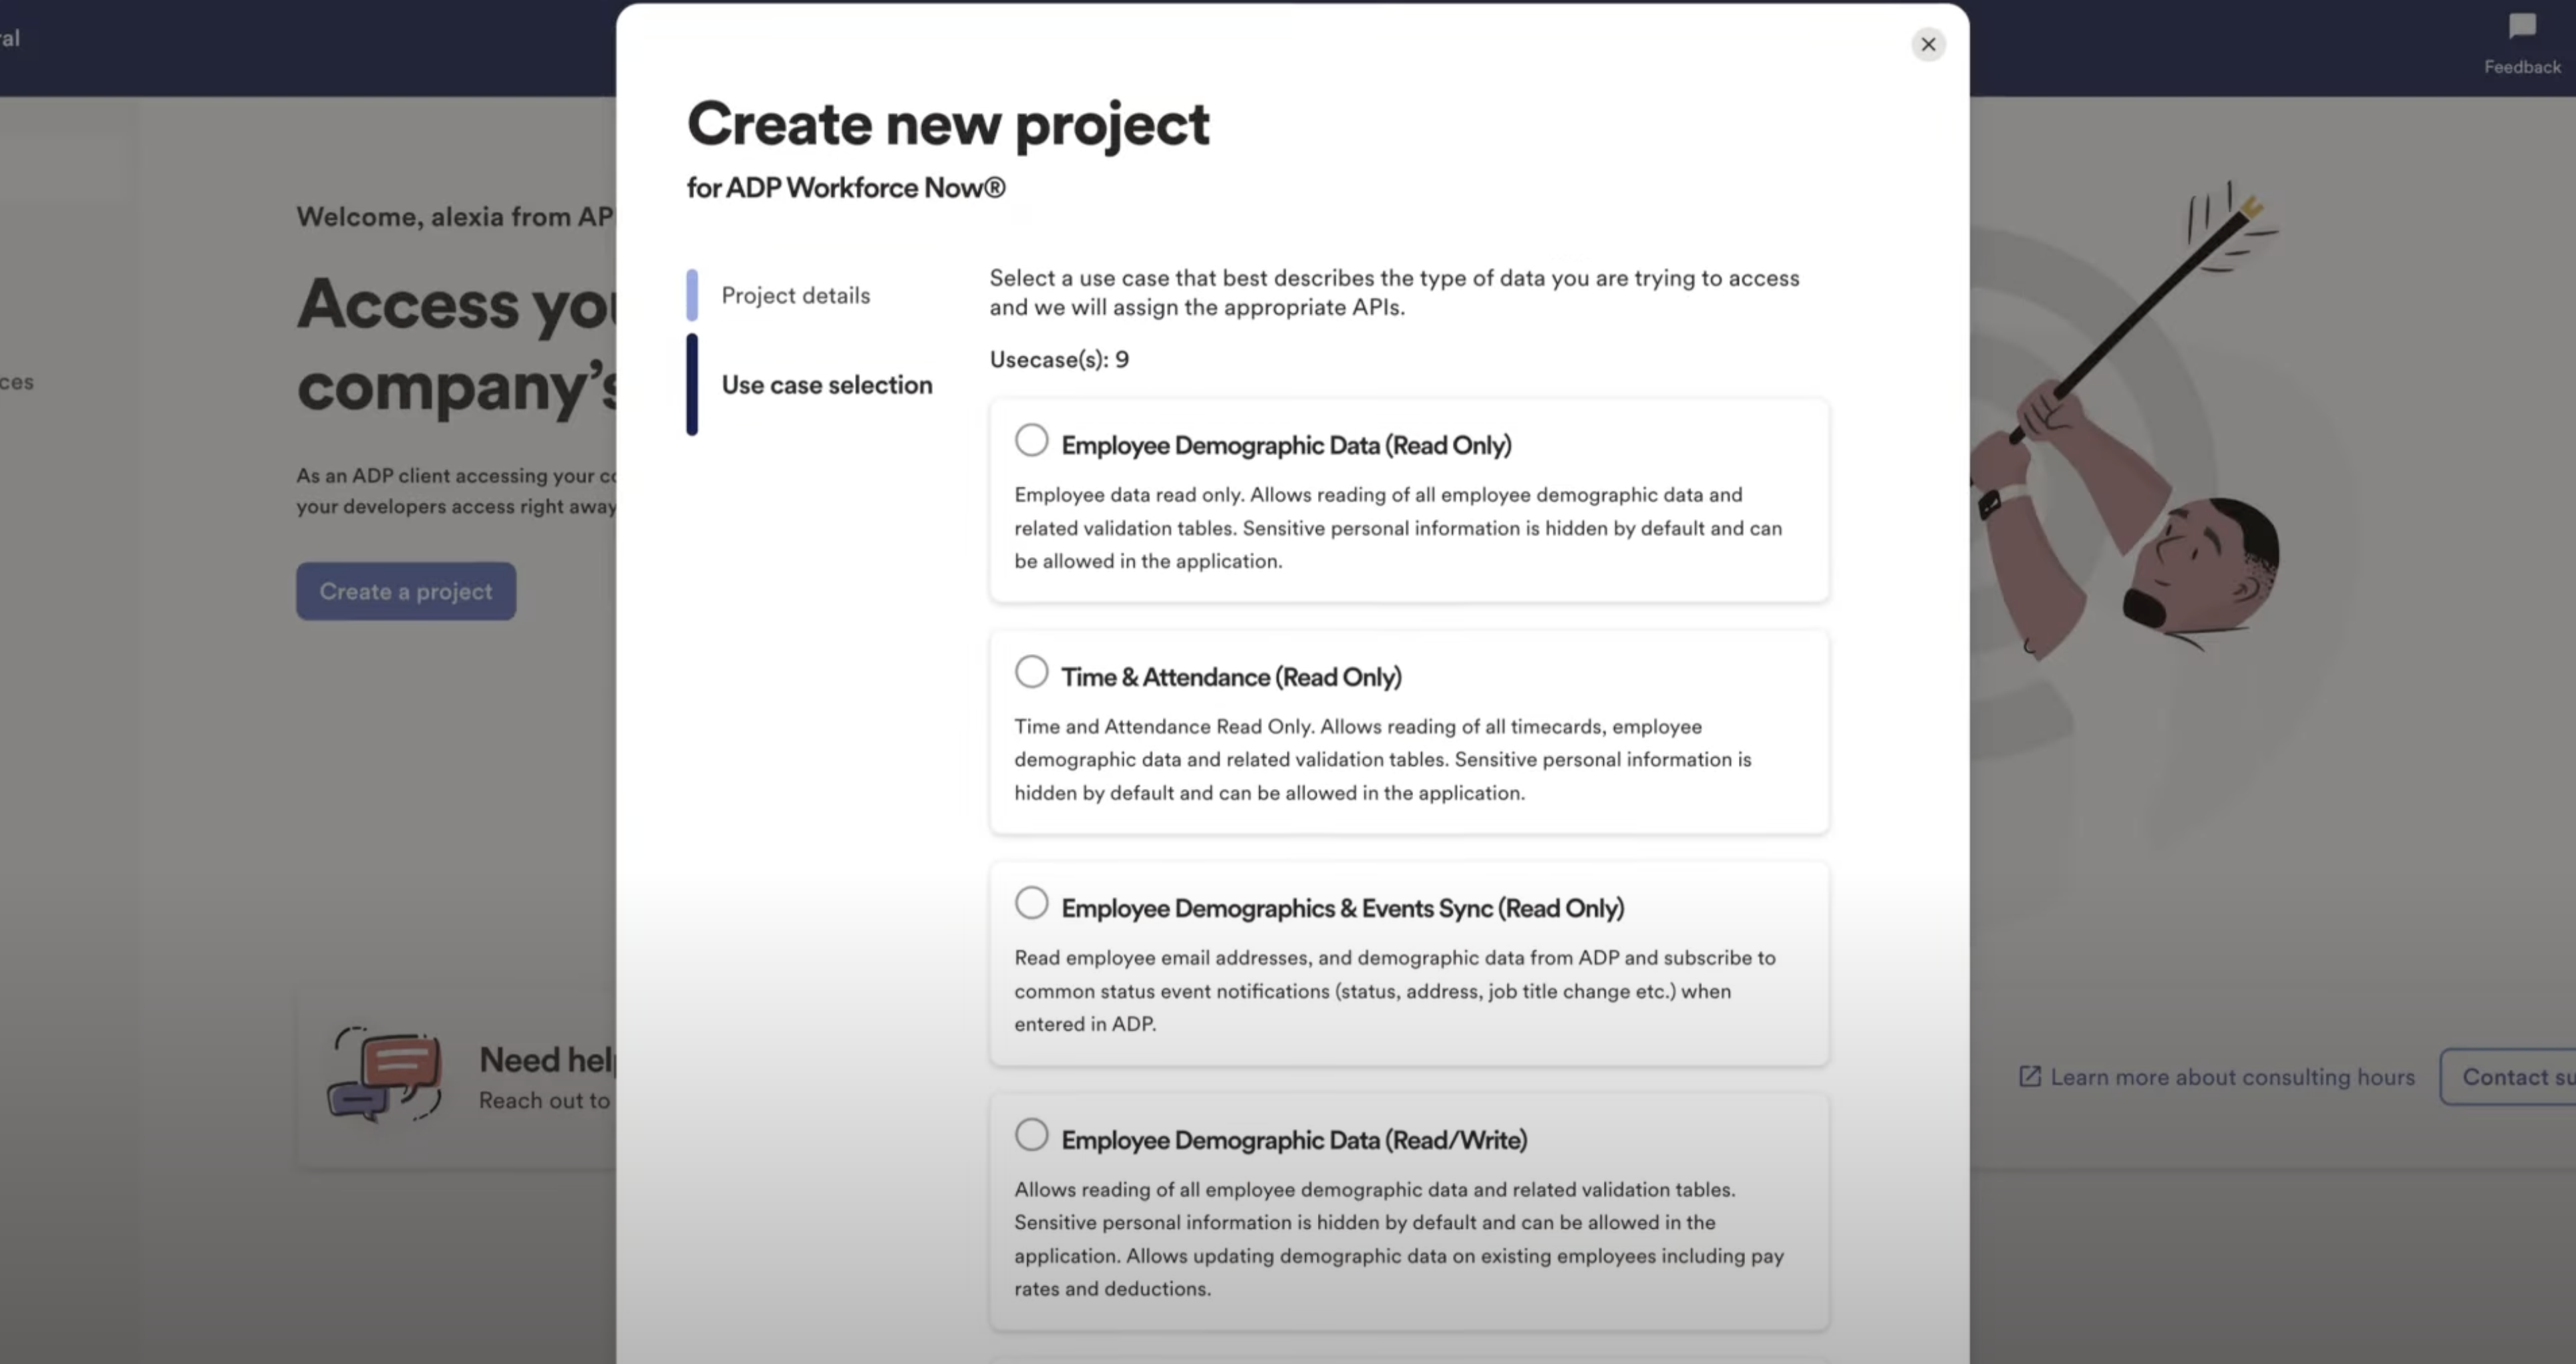 Feedback
Welcome, alexia from AP
Access you
company's
As an ADP client accessing your co
your developers access right away
Create a project
Need help
Reach out to
Learn more about consulting hours
Create new project
for ADP Workforce Now®
Project details
Use case selection
Select a use case that best describes the type of data you are trying to access
and we will assign the appropriate APIs.
Usecase(s): 9
Employee Demographic Data (Read Only)
Employee data read only. Allows reading of all employee demographic data and
related validation tables. Sensitive personal information is hidden by default and can
be allowed in the application.
Time & Attendance (Read Only)
Time and Attendance Read Only. Allows reading of all timecards, employee
demographic data and related validation tables. Sensitive personal information is
hidden by default and can be allowed in the application.
Employee Demographics & Events Sync (Read Only)
Read employee email addresses, and demographic data from ADP and subscribe to
common status event notifications (status, address, job title change etc.) when
entered in ADP.
Employee Demographic Data (Read/Write)
Allows reading of all employee demographic data and related validation tables.
Sensitive personal information is hidden by default and can be allowed in the
application. Allows updating demographic data on existing employees including pay
rates and deductions.
Contact su
al
ces